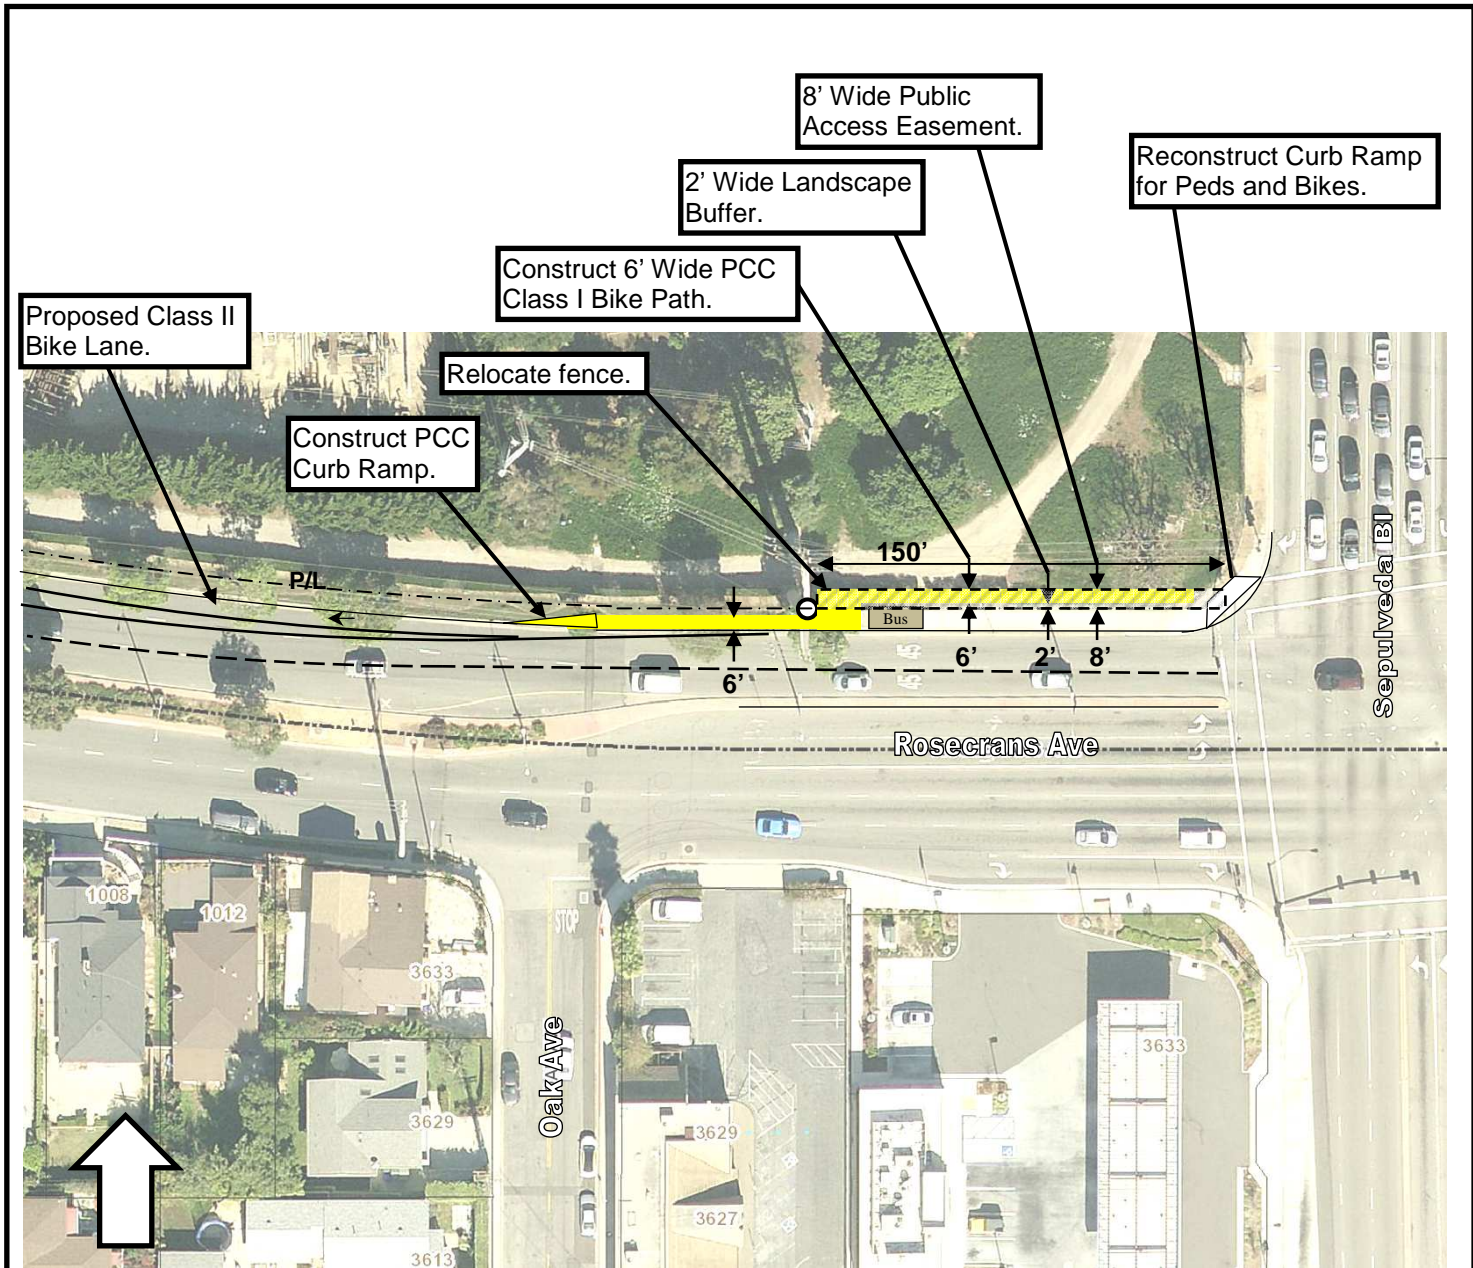 8’ Wide Public
Access Easement.
Reconstruct Curb Ramp
for Peds and Bikes.
2’ Wide Landscape
Buffer.
Construct 6’ Wide PCC
Class I Bike Path.
Proposed Class II
Bike Lane.
Relocate fence.
Construct PCC
Curb Ramp.
150’
P/L
Bus
45
45
6’
2’
8’
6’
Sepulveda Bl
Rosecrans Ave
1008
1012
STOP
3633
3633
Oak Ave
3629
3629
3627
3613